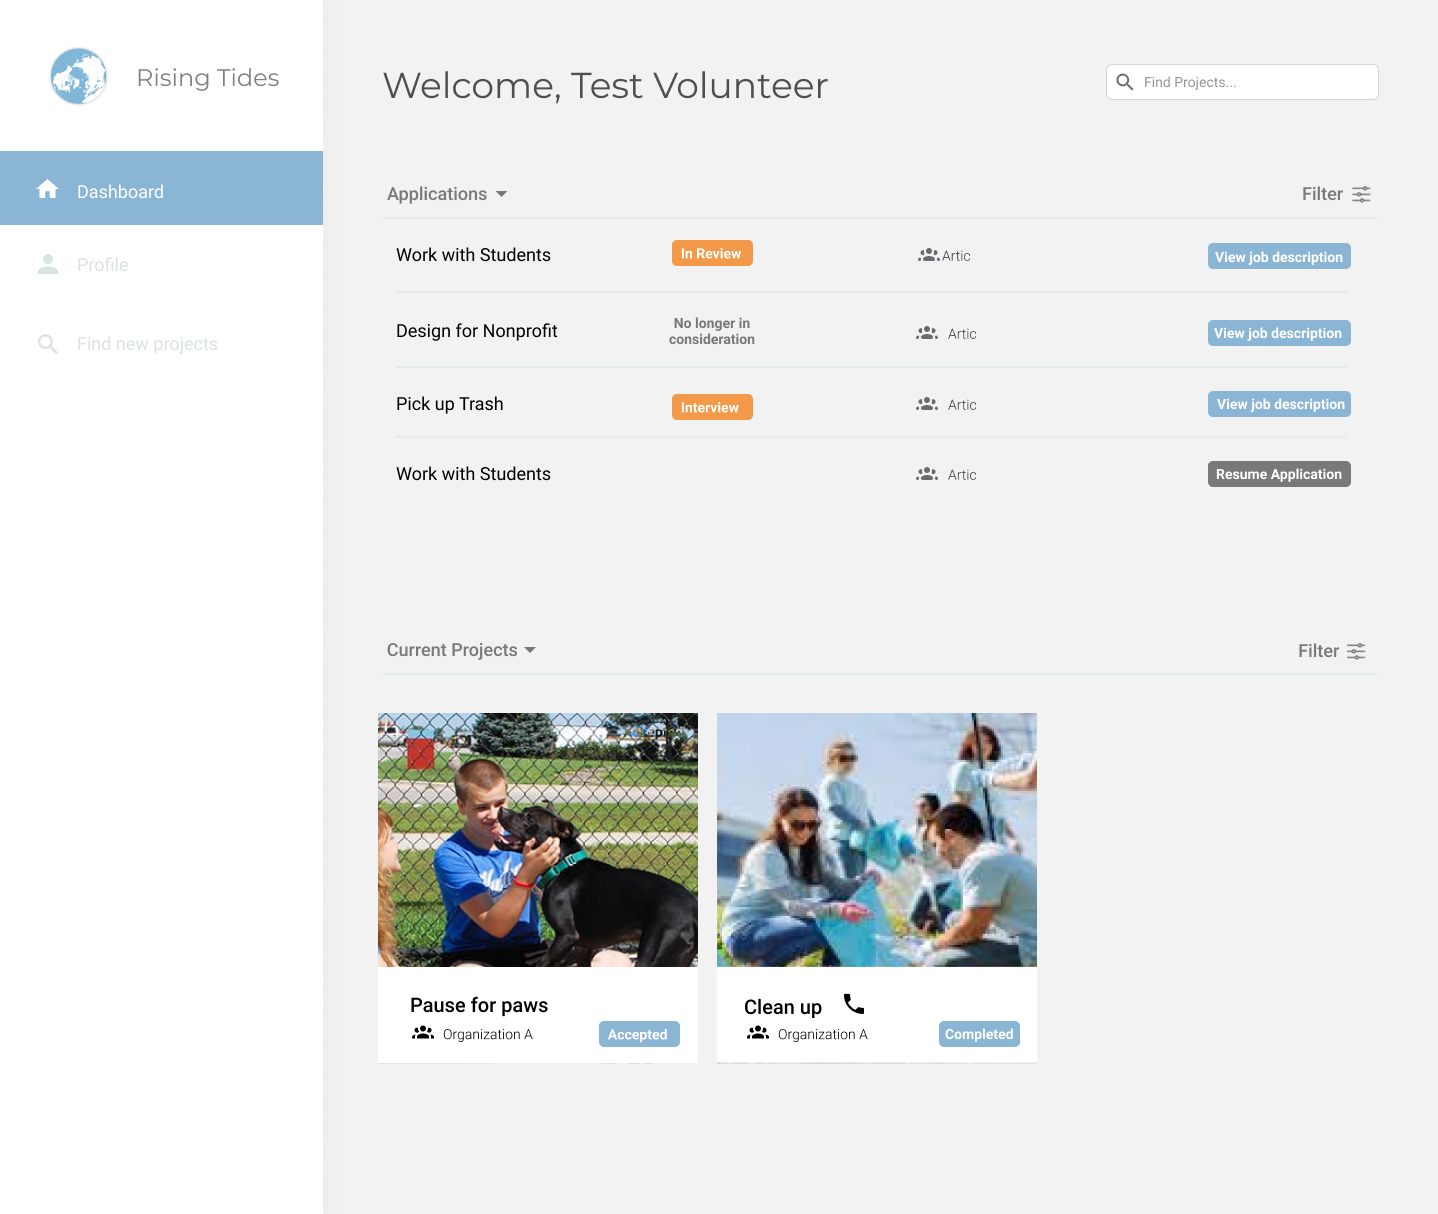 Rising Tides
Welcome, Test Volunteer
Find Projects...
Dashboard
Profile
Find new projects
Applications
Filter
Work with Students
In Review
Artic
View job description
Design for Nonprofit
No longer in
consideration
Artic
View job description
Pick up Trash
Interview
Artic
View job description
Work with Students
Artic
Resume Application
Current Projects
Filter
Pause for paws
Organization A
Accepted
Clean up
Organization A
Completed